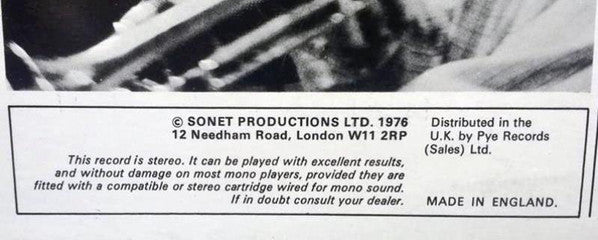 © SONET PRODUCTIONS LTD. 1976
12 Needham Road, London W11 2RP
This record is stereo. It can be played with excellent results,
and without damage on most mono players, provided they are
fitted with a compatible or stereo cartridge wired for mono sound.
If in doubt consult your dealer.
Distributed in the
U.K. by Pye Records
(Sales) Ltd.
MADE IN ENGLAND.